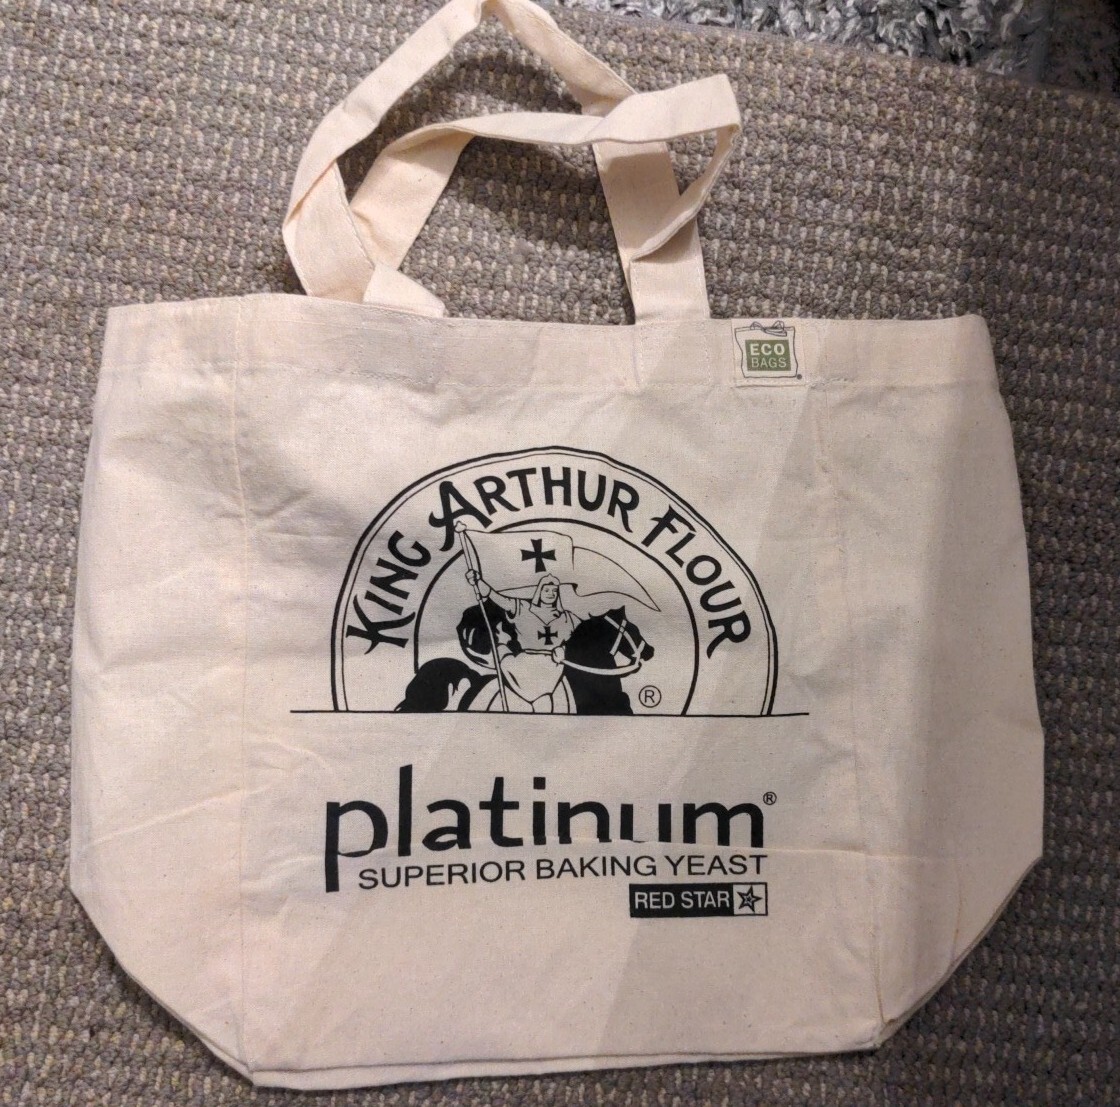 ECO
BAGS
KING ARTHUR FLOUR
®
platinum®
SUPERIOR BAKING YEAST
RED STAR